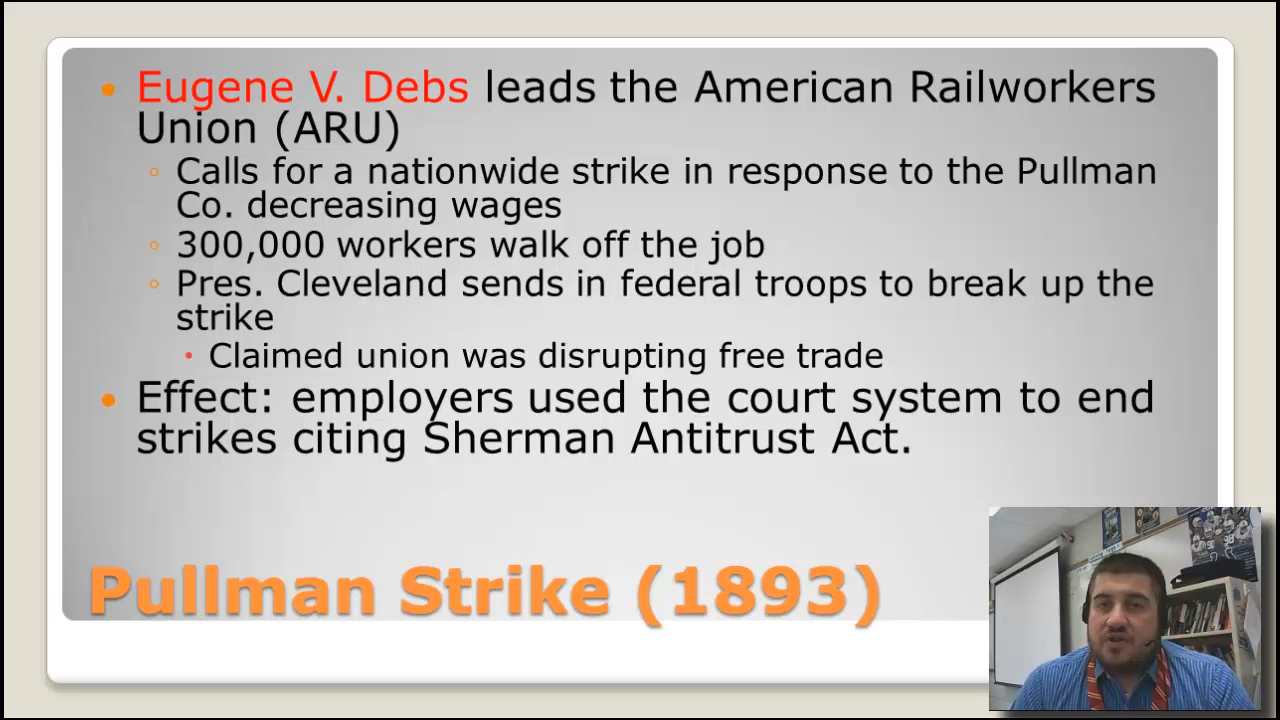 Eugene V. Debs leads the American Railworkers
Union (ARU)
Calls for a nationwide strike in response to the Pullman
Co. decreasing wages
300,000 workers walk off the job
Pres. Cleveland sends in federal troops to break up the
strike
Claimed union was disrupting free trade
Effect: employers used the court system to end
strikes citing Sherman Antitrust Act.
Pullman Strike (1893)